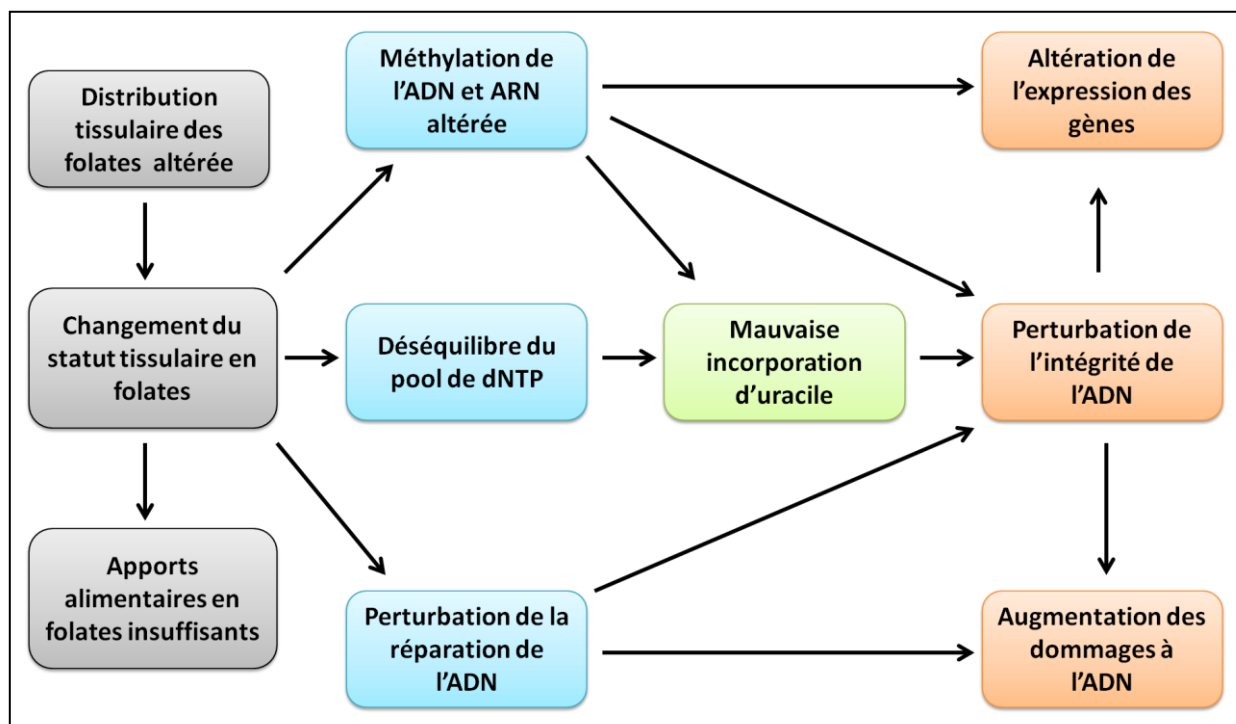 Distribution
tissulaire des
folates altérée
Changement du
statut tissulaire en
folates
Apports
alimentaires en
folates insuffisants
Méthylation de
l'ADN et ARN
altérée
Déséquilibre du
pool de dNTP
Perturbation de la
réparation de
l'ADN
Mauvaise
incorporation
d'uracile
Altération de
l'expression des
gènes
Perturbation de
l'intégrité de
l'ADN
Augmentation des
dommages à
l'ADN